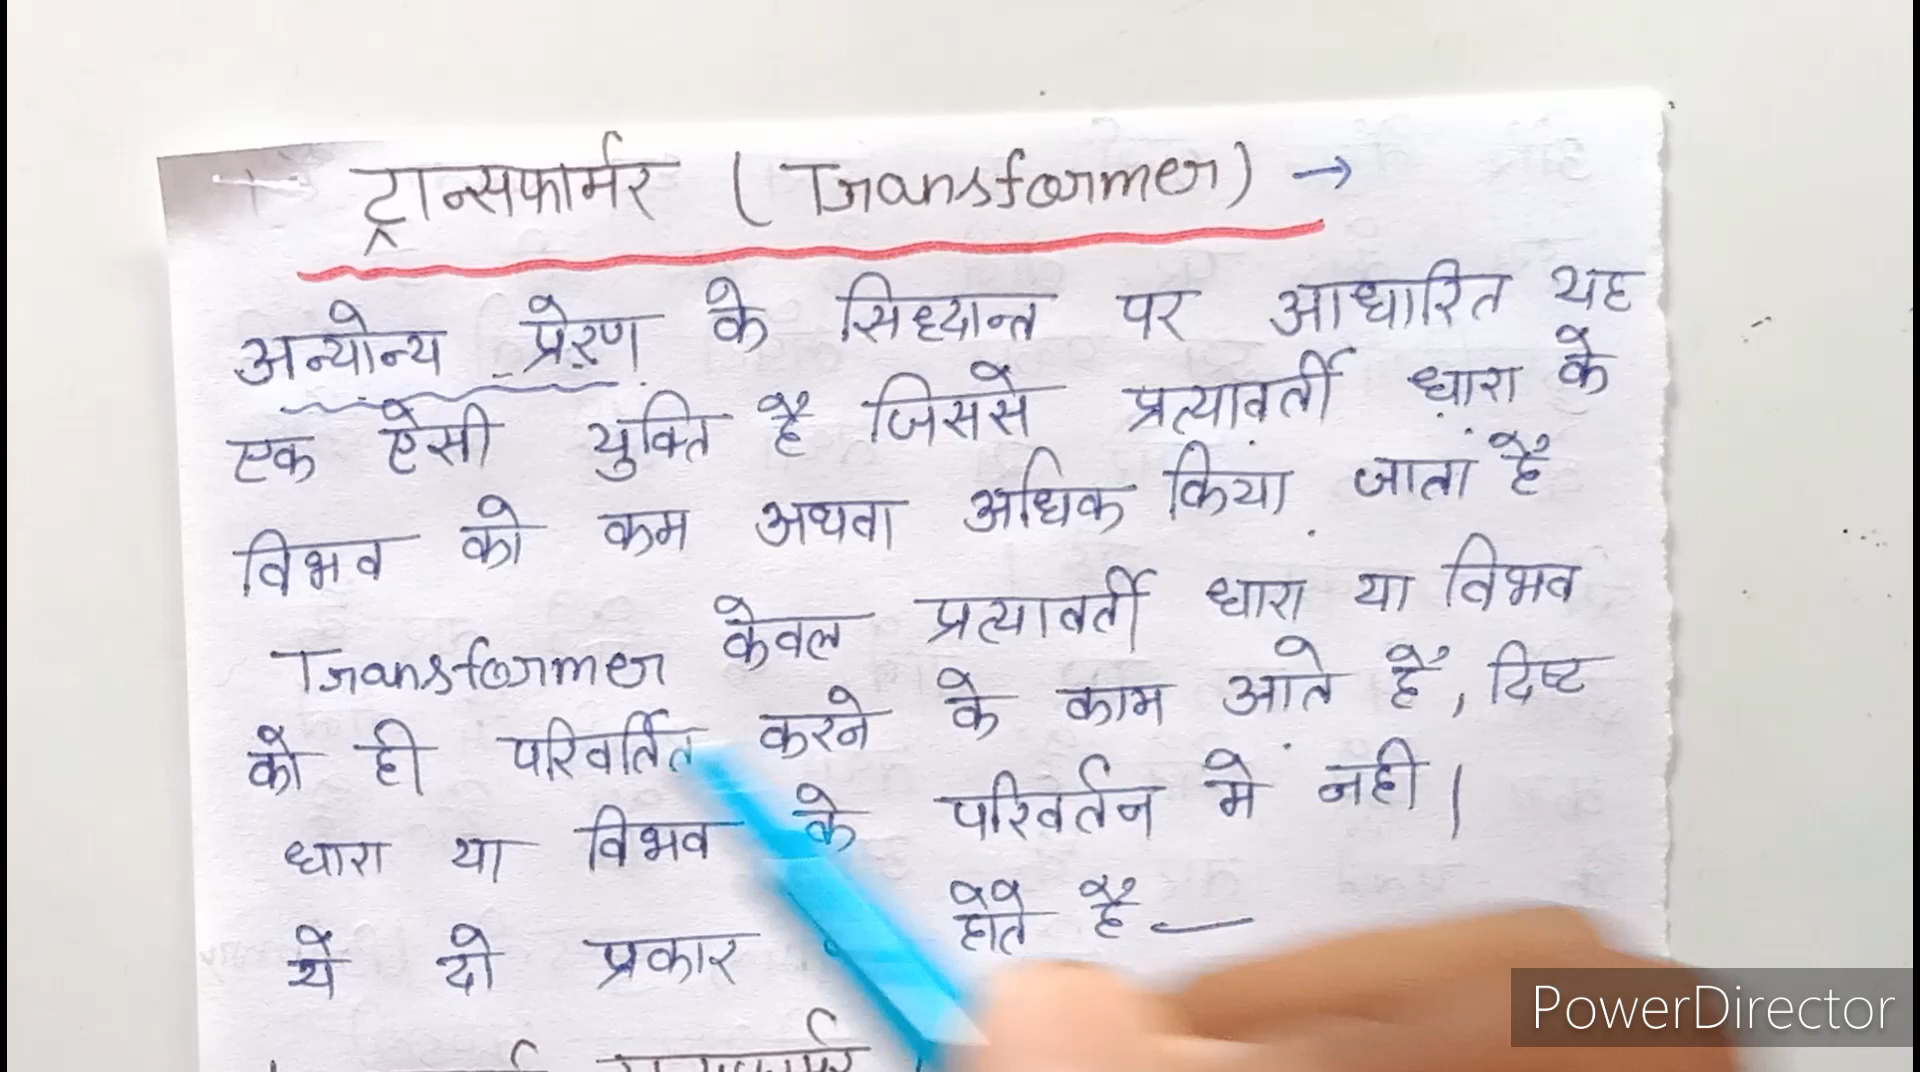 ट्रान्सफार्मर (Transformer) →
अन्योन्य प्रेरण के सिध्दान्त पर आधारित यह
एक ऐसी युक्ति है जिससे प्रत्यावर्ती धारा के
विभव को कम अथवा अधिक किया जाता है
Transformer केवल प्रत्यावर्ती धारा या विभव
को ही परिवर्तित करने के काम आते हैं, दिष्ट
धारा या विभव के परिवर्तन मे नही।
ये दो प्रकार होते है —
PowerDirector